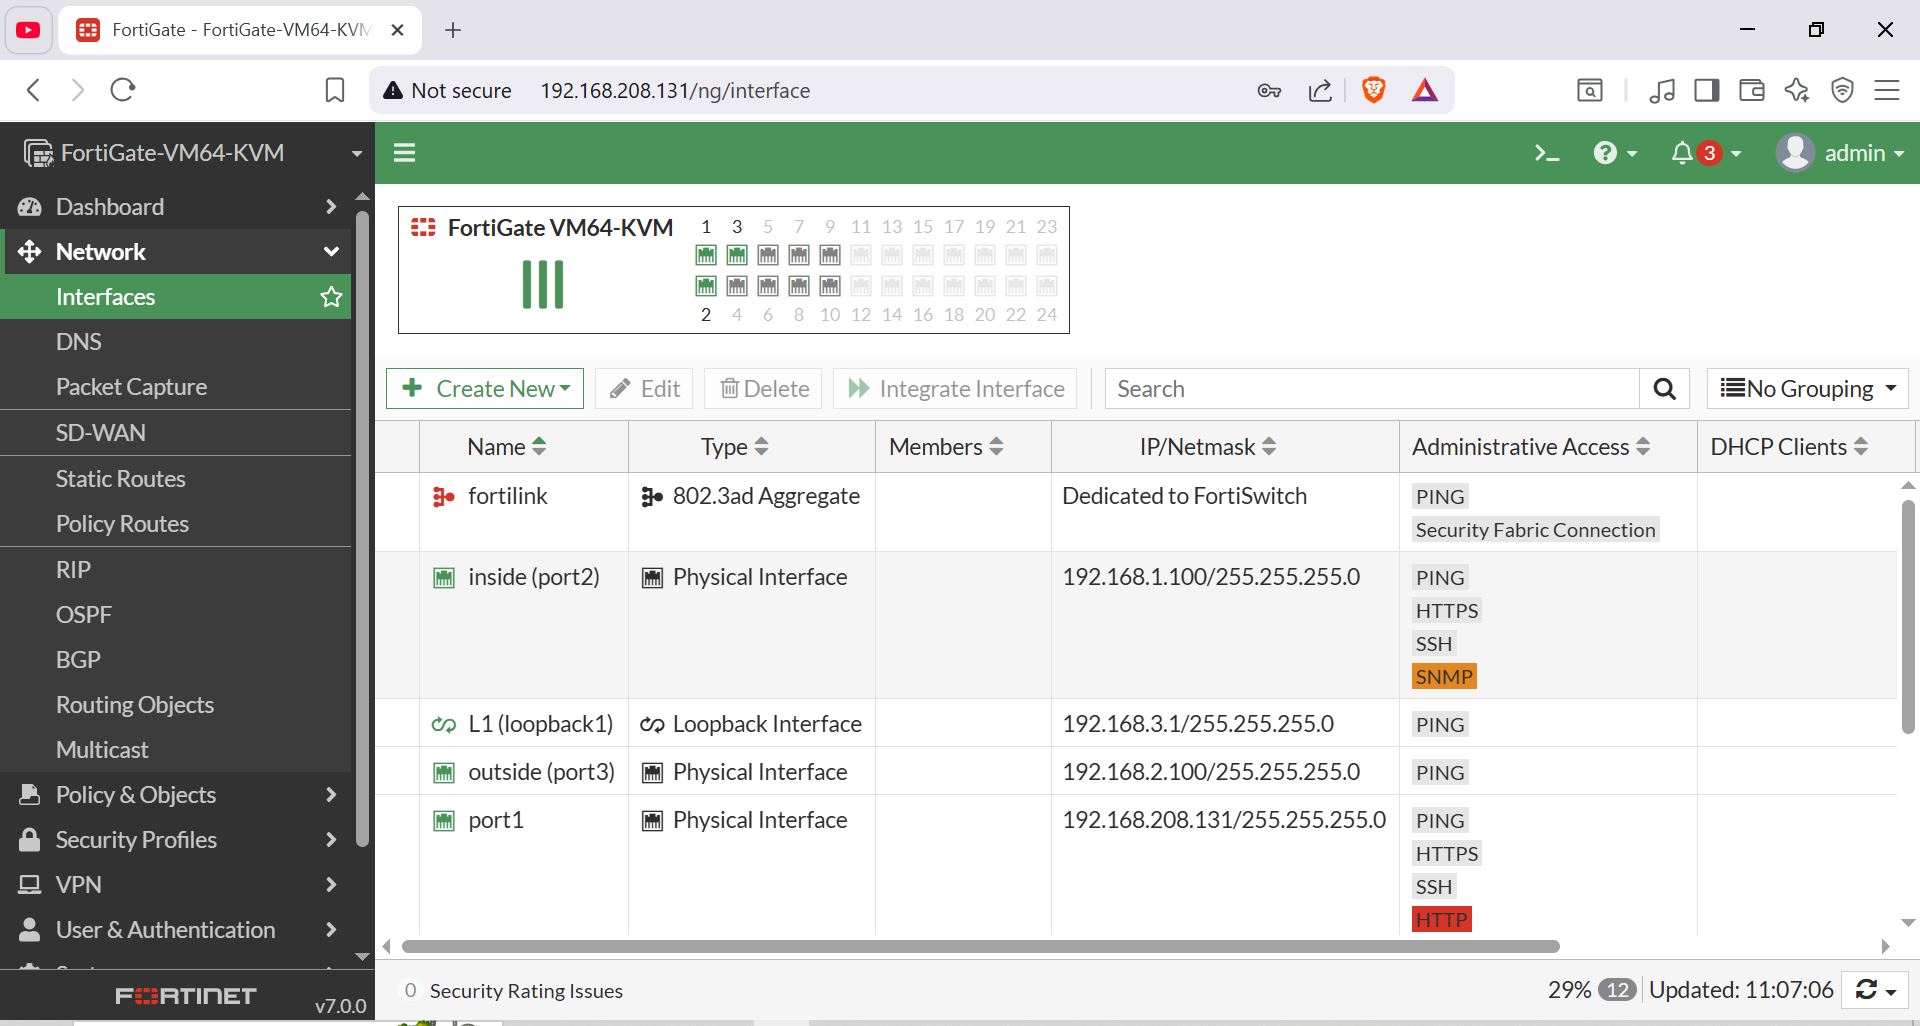 FortiGate - FortiGate-VM64-KVM
Not secure 192.168.208.131/ng/interface
FortiGate-VM64-KVM
3
admin
Dashboard
Network
Interfaces
DNS
Packet Capture
SD-WAN
Static Routes
Policy Routes
RIP
OSPF
BGP
Routing Objects
Multicast
Policy & Objects
Security Profiles
VPN
User & Authentication
FORTINET
v7.0.0
FortiGate VM64-KVM
1 3 5 7 9 11 13 15 17 19 21 23
2 4 6 8 10 12 14 16 18 20 22 24
Create New Edit Delete Integrate Interface Search No Grouping
Name Type Members IP/Netmask Administrative Access DHCP Clients
fortilink 802.3ad Aggregate Dedicated to FortiSwitch PING
Security Fabric Connection
inside (port2) Physical Interface 192.168.1.100/255.255.255.0 PING
HTTPS
SSH
SNMP
L1 (loopback1) Loopback Interface 192.168.3.1/255.255.255.0 PING
outside (port3) Physical Interface 192.168.2.100/255.255.255.0 PING
port1 Physical Interface 192.168.208.131/255.255.255.0 PING
HTTPS
SSH
HTTP
0 Security Rating Issues 29% 12 Updated: 11:07:06